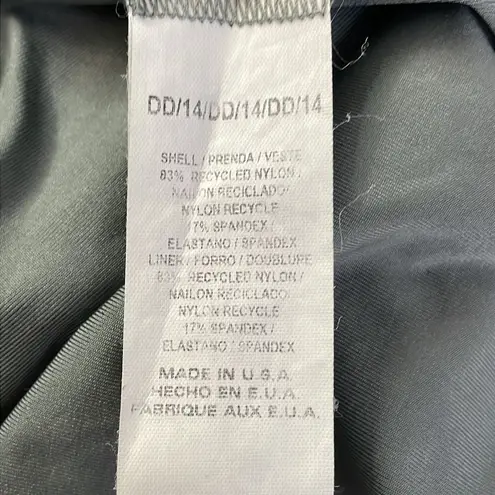 DD/14/DD/14/DD/14
SHELL / PRENDA / VESTE
83% RECYCLED NYLON /
NAILON RECICLADO/
NYLON RECYCLE
17% SPANDEX /
ELASTANO / SPANDEX
LINER / FORRO / DOUBLURE
83% RECYCLED NYLON /
NAILON RECICLADO/
NYLON RECYCLE
17% SPANDEX /
ELASTANO / SPANDEX
MADE IN U.S.A.
HECHO EN E.U.A.
FABRIQUE AUX E.U.A.